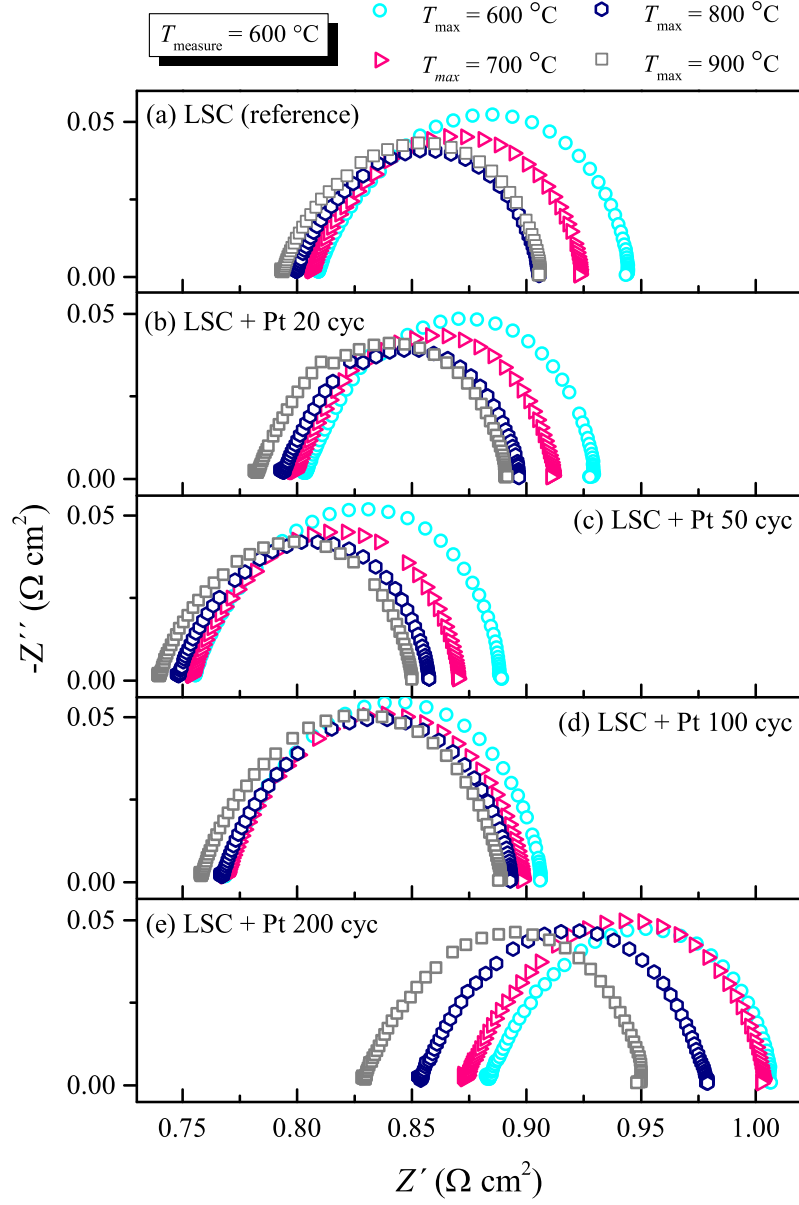 T_measure = 600 °C
T_max = 600 °C
T_max = 800 °C
T_max = 700 °C
T_max = 900 °C
(a) LSC (reference)
0.05
0.00
(b) LSC + Pt 20 cyc
0.05
0.00
(c) LSC + Pt 50 cyc
0.05
0.00
(d) LSC + Pt 100 cyc
0.05
0.00
(e) LSC + Pt 200 cyc
0.05
0.00
-Z´´ (Ω cm²)
0.75 0.80 0.85 0.90 0.95 1.00
Z´ (Ω cm²)